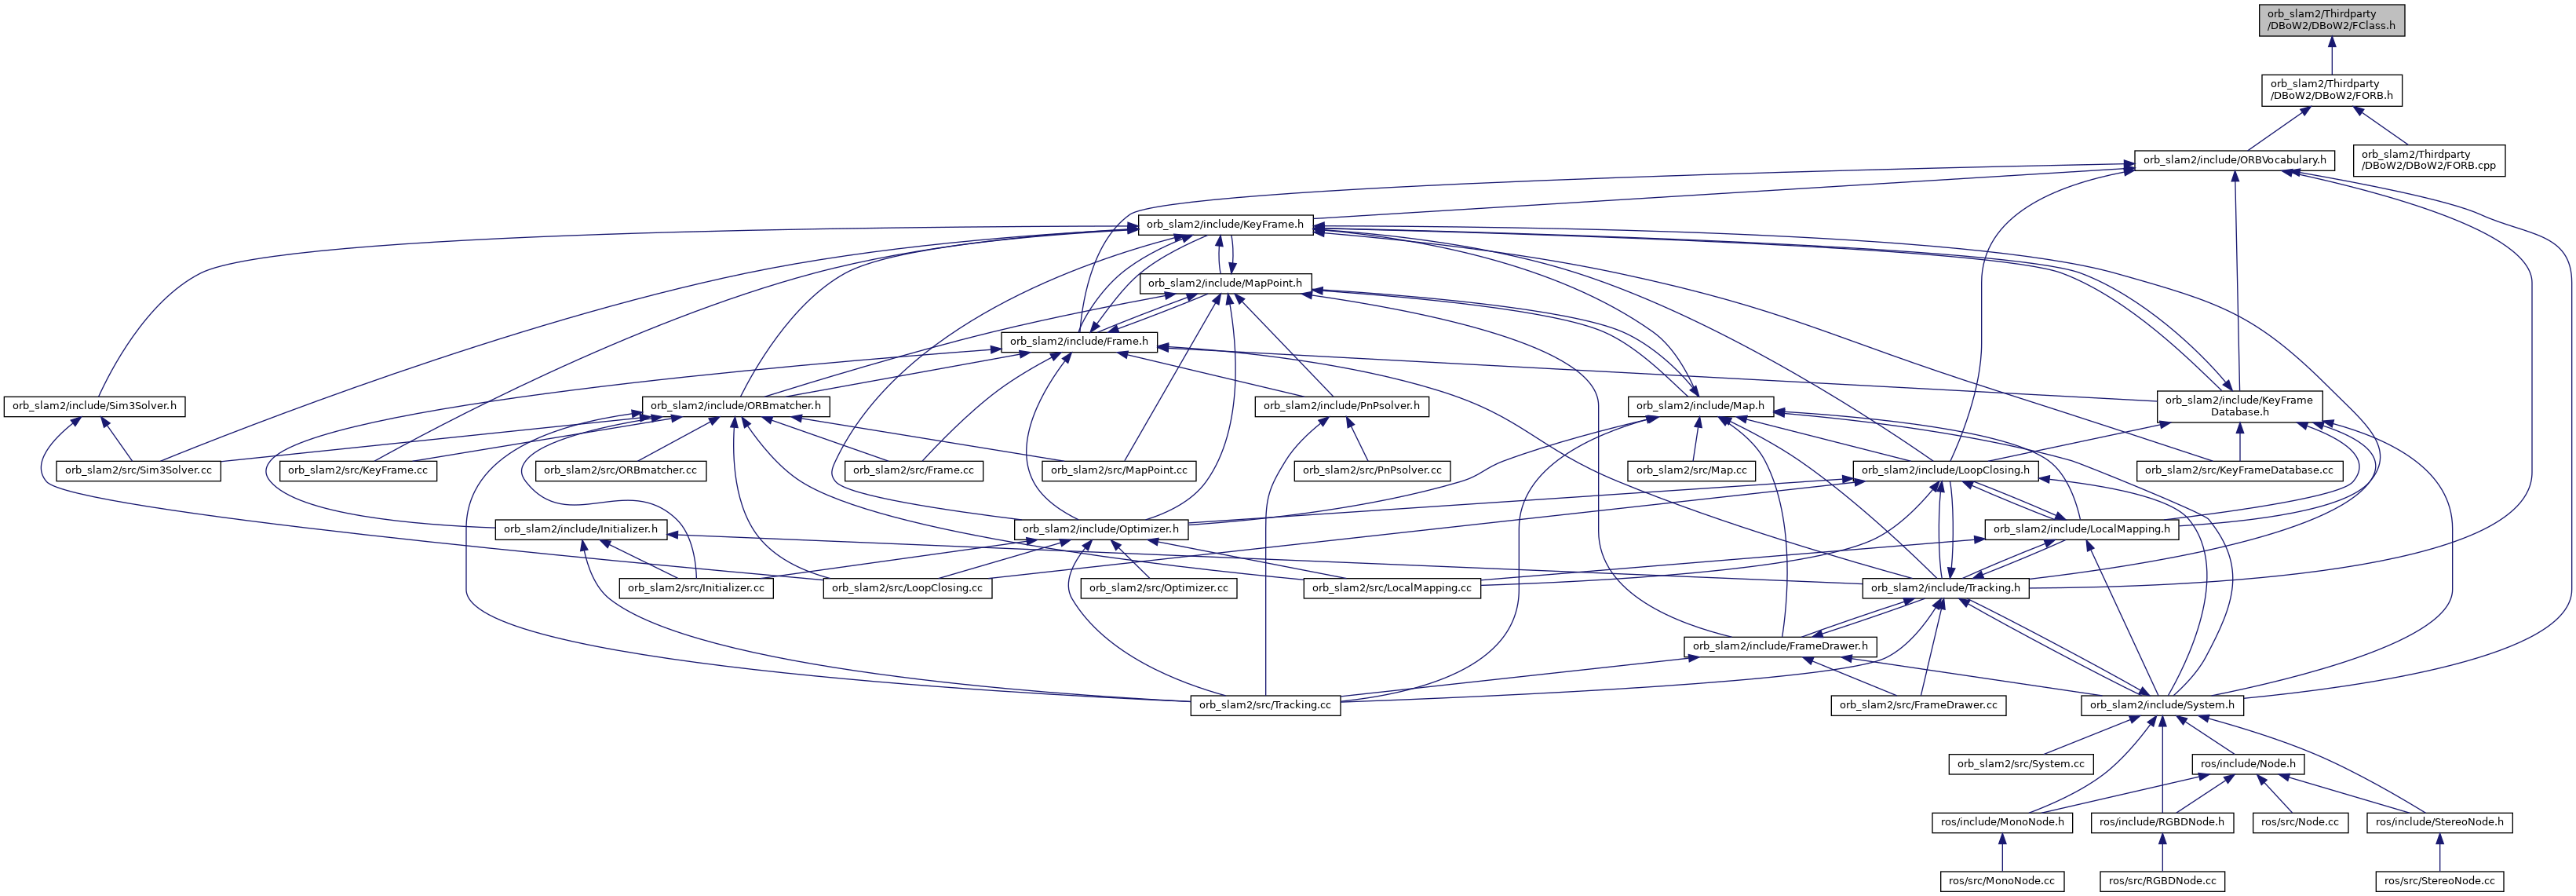 orb_slam2/Thirdparty
/DBoW2/DBoW2/FClass.h
orb_slam2/Thirdparty
/DBoW2/DBoW2/FORB.h
orb_slam2/include/ORBVocabulary.h
orb_slam2/Thirdparty
/DBoW2/DBoW2/FORB.cpp
orb_slam2/include/KeyFrame.h
orb_slam2/include/MapPoint.h
orb_slam2/include/Frame.h
orb_slam2/include/Sim3Solver.h
orb_slam2/include/ORBmatcher.h
orb_slam2/include/PnPsolver.h
orb_slam2/include/Map.h
orb_slam2/include/KeyFrame
Database.h
orb_slam2/src/Sim3Solver.cc
orb_slam2/src/KeyFrame.cc
orb_slam2/src/ORBmatcher.cc
orb_slam2/src/Frame.cc
orb_slam2/src/MapPoint.cc
orb_slam2/src/PnPsolver.cc
orb_slam2/src/Map.cc
orb_slam2/include/LoopClosing.h
orb_slam2/src/KeyFrameDatabase.cc
orb_slam2/include/Initializer.h
orb_slam2/include/Optimizer.h
orb_slam2/include/LocalMapping.h
orb_slam2/src/Initializer.cc
orb_slam2/src/LoopClosing.cc
orb_slam2/src/Optimizer.cc
orb_slam2/src/LocalMapping.cc
orb_slam2/include/Tracking.h
orb_slam2/include/FrameDrawer.h
orb_slam2/src/Tracking.cc
orb_slam2/src/FrameDrawer.cc
orb_slam2/include/System.h
orb_slam2/src/System.cc
ros/include/Node.h
ros/include/MonoNode.h
ros/include/RGBDNode.h
ros/src/Node.cc
ros/include/StereoNode.h
ros/src/MonoNode.cc
ros/src/RGBDNode.cc
ros/src/StereoNode.cc